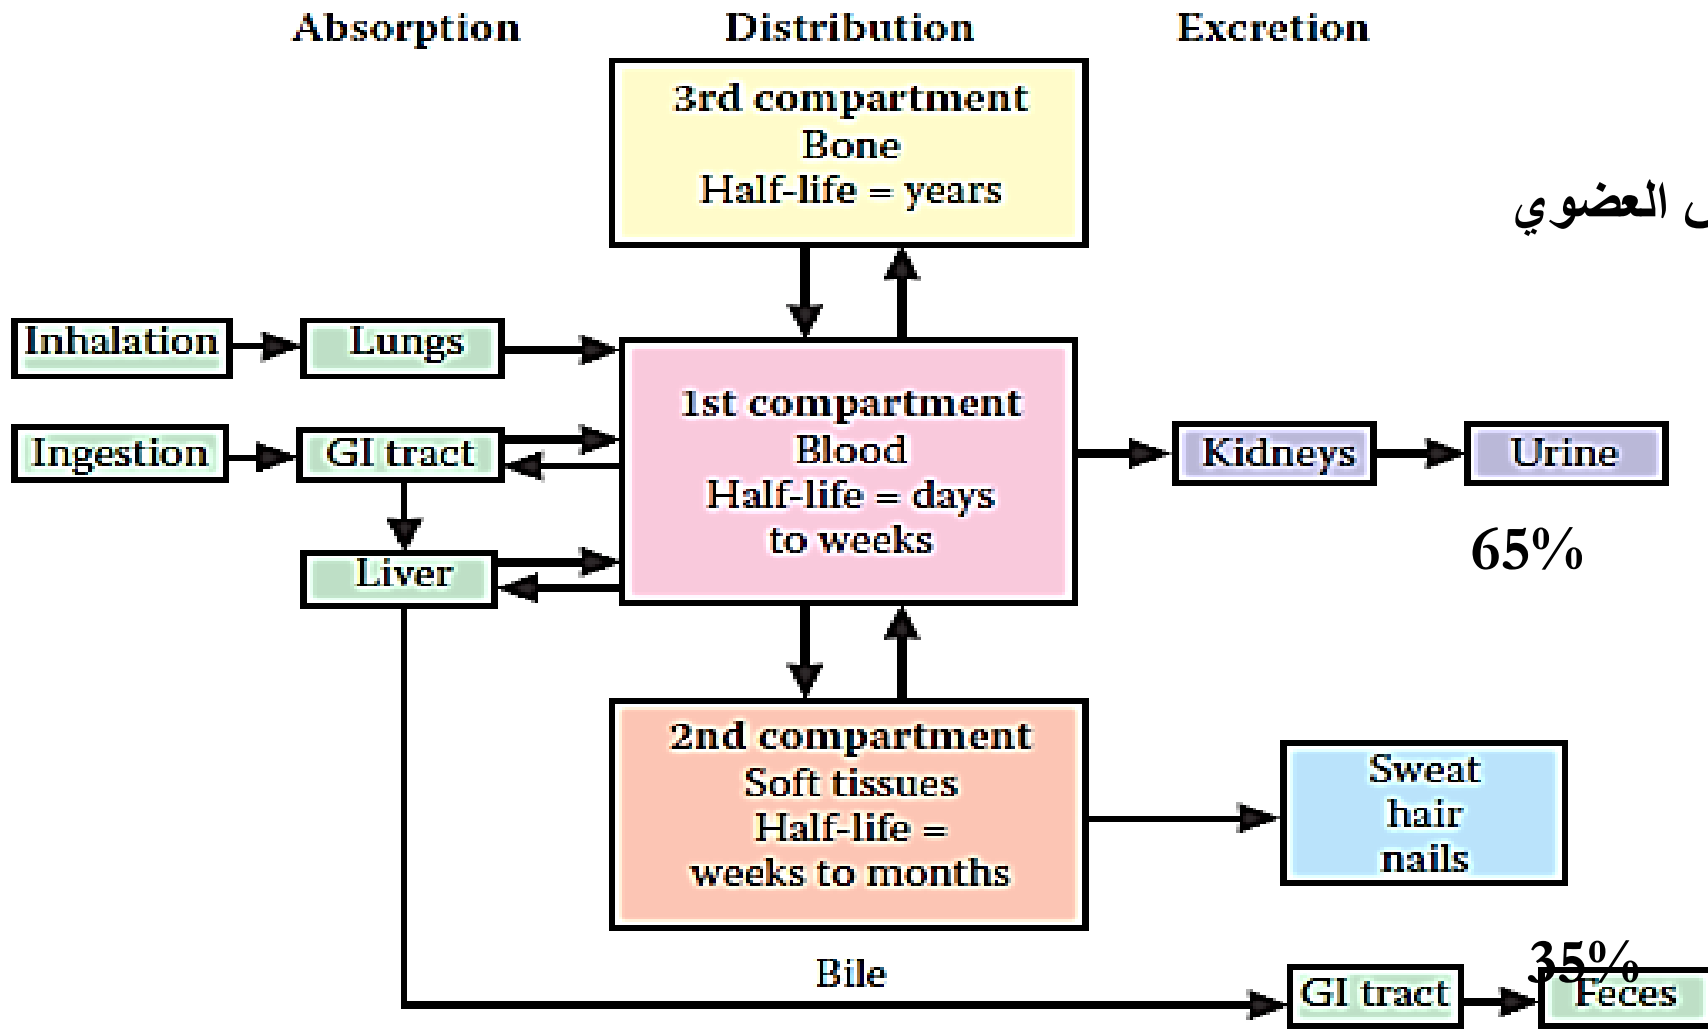 Absorption
Distribution
Excretion
3rd compartment
Bone
Half-life = years
العضوي
Inhalation
Lungs
1st compartment
Blood
Half-life = days
to weeks
Ingestion
GI tract
Kidneys
Urine
65%
Liver
2nd compartment
Soft tissues
Half-life =
weeks to months
Sweat
hair
nails
Bile
35%
GI tract
Feces